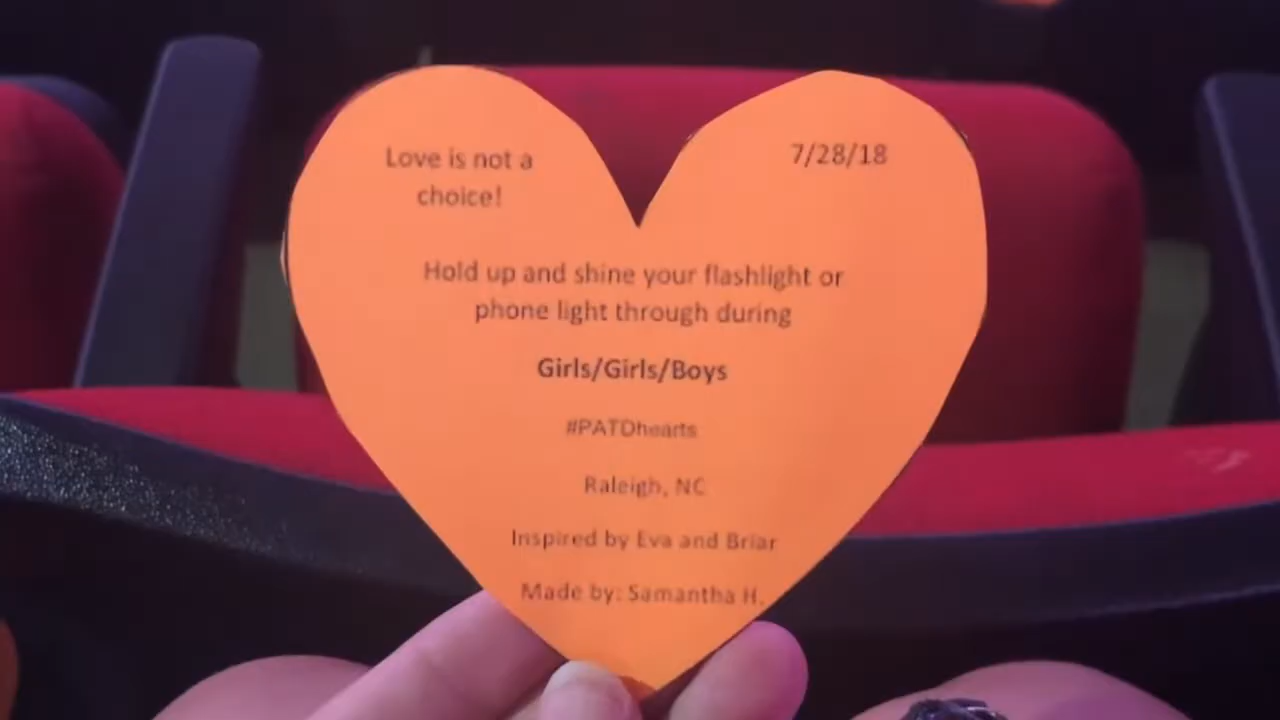 Love is not a
choice!
7/28/18
Hold up and shine your flashlight or
phone light through during
Girls/Girls/Boys
#PATDhearts
Raleigh, NC
Inspired by Eva and Briar
Made by: Samantha H.